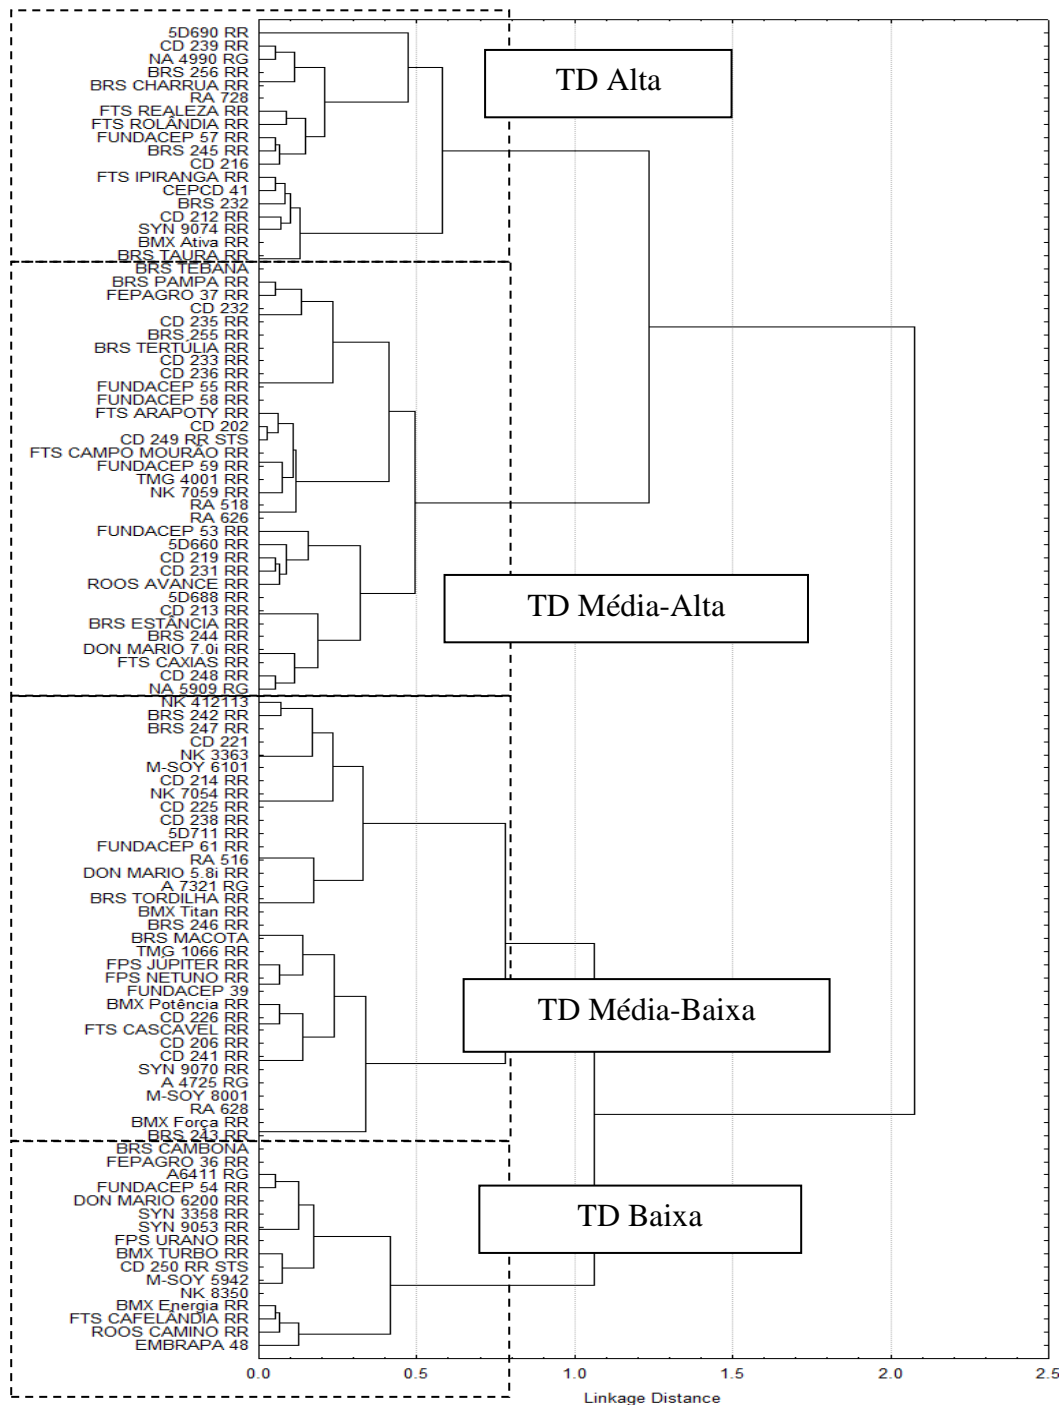 5D690 RR
CD 239 RR
NA 4990 RG
BRS 256 RR
BRS CHARRUA RR
RA 728
FTS REALEZA RR
FTS ROLÂNDIA RR
FUNDACEP 57 RR
BRS 245 RR
CD 216
FTS IPIRANGA RR
CEPCD 41
BRS 232
CD 212 RR
SYN 9074 RR
BMX Ativa RR
BRS TAURA RR
TD Alta
BRS TEBANA
BRS PAMPA RR
FEPAGRO 37 RR
CD 232
CD 235 RR
BRS 255 RR
BRS TERTÚLIA RR
CD 233 RR
CD 236 RR
FUNDACEP 55 RR
FUNDACEP 58 RR
FTS ARAPOTY RR
CD 202
CD 249 RR STS
FTS CAMPO MOURÃO RR
FUNDACEP 59 RR
TMG 4001 RR
NK 7059 RR
RA 518
RA 626
FUNDACEP 53 RR
5D660 RR
CD 219 RR
CD 231 RR
ROOS AVANCE RR
5D688 RR
CD 213 RR
BRS ESTÂNCIA RR
BRS 244 RR
DON MARIO 7.0i RR
FTS CAXIAS RR
CD 248 RR
NA 5909 RG
TD Média-Alta
NK 412113
BRS 242 RR
BRS 247 RR
CD 221
NK 3363
M-SOY 6101
CD 214 RR
NK 7054 RR
CD 225 RR
CD 238 RR
5D711 RR
FUNDACEP 61 RR
RA 516
DON MARIO 5.8i RR
A 7321 RG
BRS TORDILHA RR
BMX Titan RR
BRS 246 RR
BRS MACOTA
TMG 1066 RR
FPS JÚPITER RR
FPS NETUNO RR
FUNDACEP 39
BMX Potência RR
CD 226 RR
FTS CASCAVEL RR
CD 206 RR
CD 241 RR
SYN 9070 RR
A 4725 RG
M-SOY 8001
RA 628
BMX Força RR
BRS 243 RR
TD Média-Baixa
BRS CAMBONA
FEPAGRO 36 RR
A6411 RG
FUNDACEP 54 RR
DON MARIO 6200 RR
SYN 3358 RR
SYN 9053 RR
FPS URANO RR
BMX TURBO RR
CD 250 RR STS
M-SOY 5942
NK 8350
BMX Energia RR
FTS CAFELÂNDIA RR
ROOS CAMINO RR
EMBRAPA 48
TD Baixa
0.0 0.5 1.0 1.5 2.0 2.5
Linkage Distance